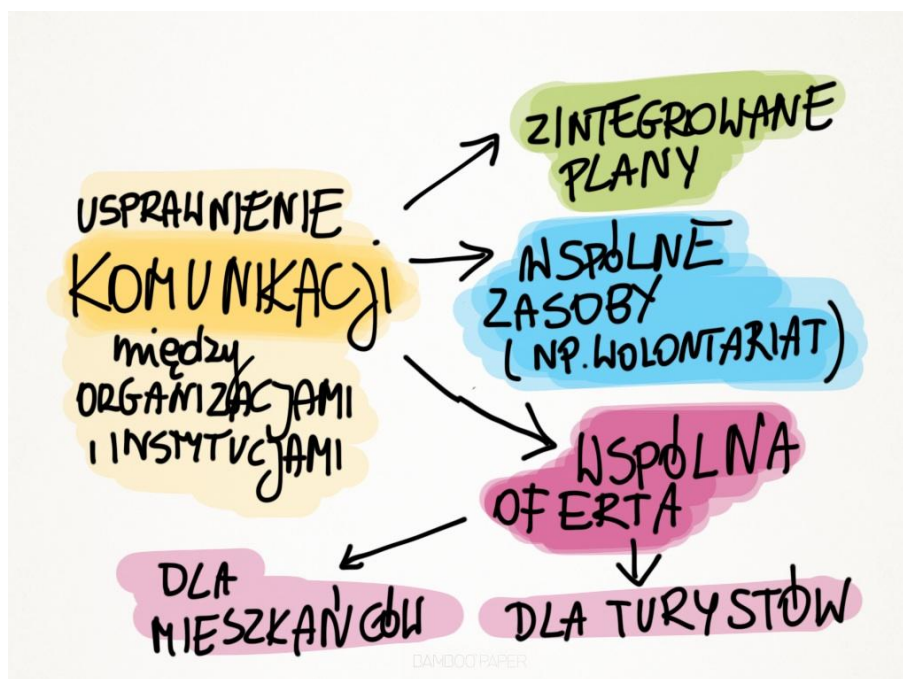 USPRAWNIENIE
KOMUNIKACJi
między
ORGANIZACJAMI
I INSTYTUCJAMI
ZINTEGROWANE
PLANY
WSPÓLNE
ZASOBY
(NP. WOLONTARIAT)
WSPÓLNA
OFERTA
DLA
MIESZKAŃCÓW
DLA TURYSTÓW